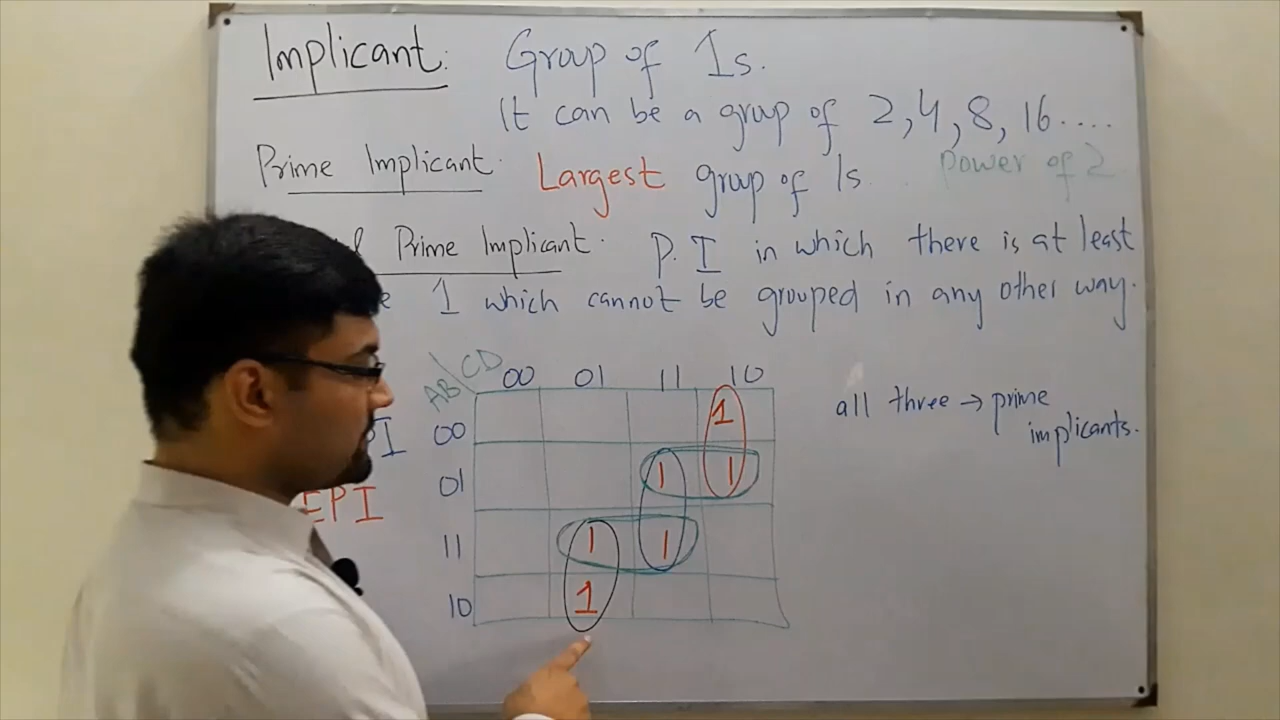 Implicant: Group of 1s.
It can be a group of 2,4,8,16....
Prime Implicant: Largest group of 1s. Power of 2
Prime Implicant: P.I in which there is at least
1 which cannot be grouped in any other way.
AB\CD 00 01 11 10
00 1
01 1 1
11 1 1
10 1
EPI
all three → prime
implicants.